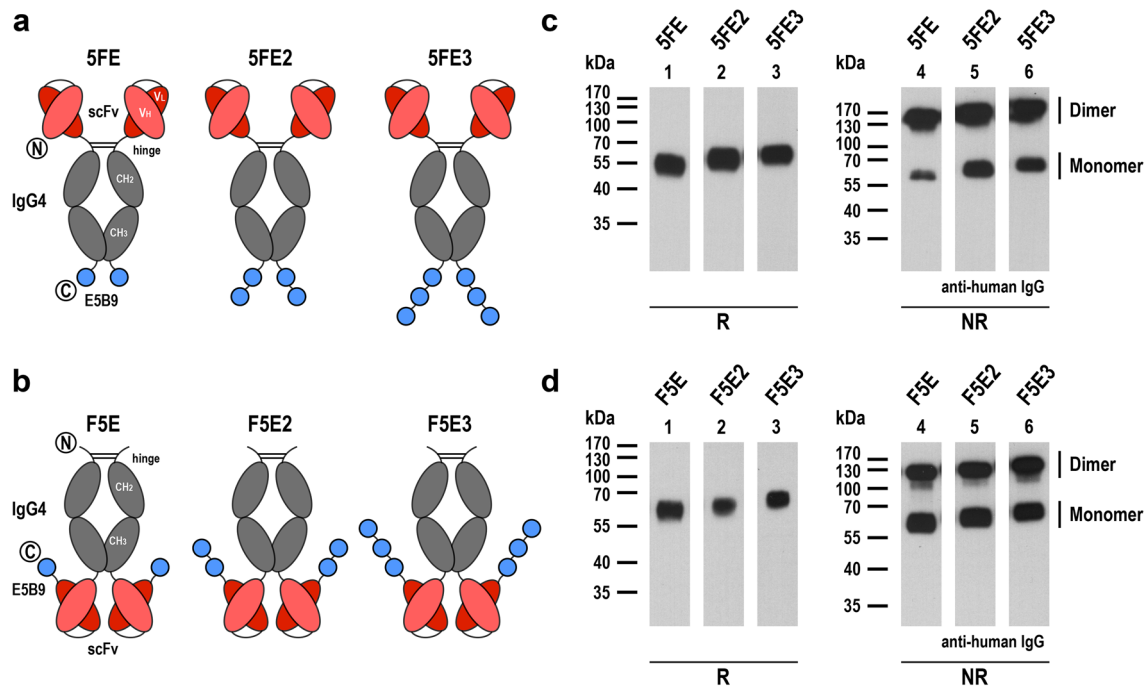 a
5FE 5FE2 5FE3
scFv
VL
VH
N
hinge
IgG4
CH2
CH3
C
E5B9
b
F5E F5E2 F5E3
N
hinge
CH2
IgG4
CH3
C
E5B9
scFv
c
5FE 5FE2 5FE3 5FE 5FE2 5FE3
kDa 1 2 3 kDa 4 5 6
170 170 Dimer
130 130
100 100
70 70 Monomer
55 55
40 40
35 35
anti-human IgG
R NR
d
F5E F5E2 F5E3 F5E F5E2 F5E3
kDa 1 2 3 kDa 4 5 6
170 170
130 130 Dimer
100 100
70 70 Monomer
55 55
40 40
35 35
anti-human IgG
R NR